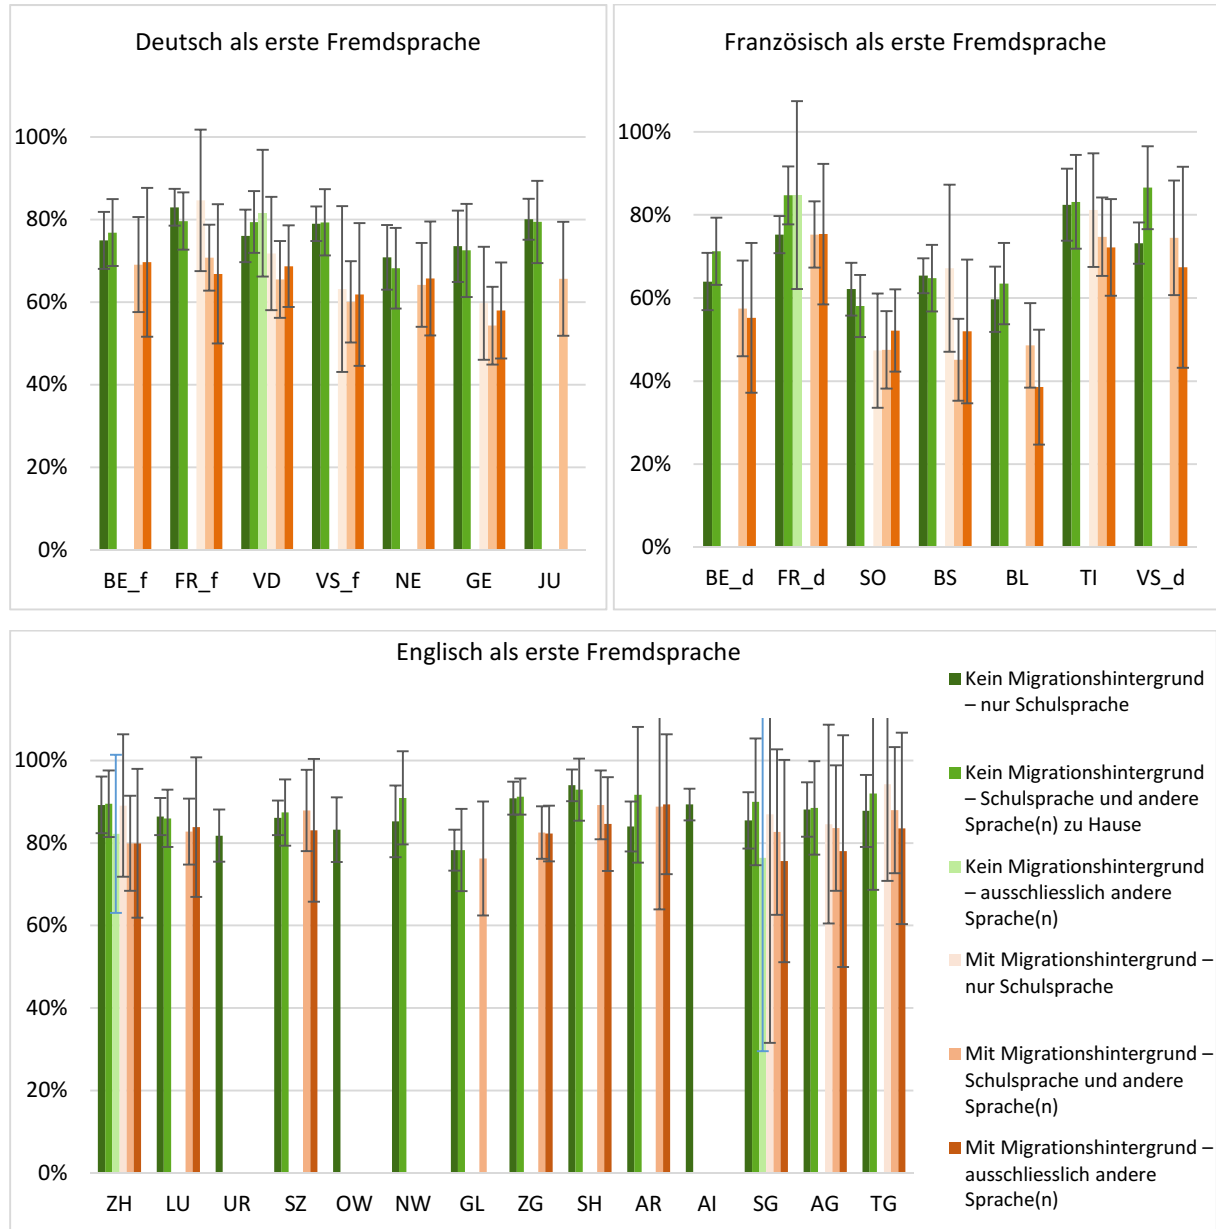 Deutsch als erste Fremdsprache
100%
80%
60%
40%
20%
0%
BE_f FR_f VD VS_f NE GE JU
Französisch als erste Fremdsprache
100%
80%
60%
40%
20%
0%
BE_d FR_d SO BS BL TI VS_d
Englisch als erste Fremdsprache
100%
80%
60%
40%
20%
0%
ZH LU UR SZ OW NW GL ZG SH AR AI SG AG TG
Kein Migrationshintergrund
– nur Schulsprache
Kein Migrationshintergrund
– Schulsprache und andere
Sprache(n) zu Hause
Kein Migrationshintergrund
– ausschliesslich andere
Sprache(n)
Mit Migrationshintergrund –
nur Schulsprache
Mit Migrationshintergrund –
Schulsprache und andere
Sprache(n)
Mit Migrationshintergrund –
ausschliesslich andere
Sprache(n)